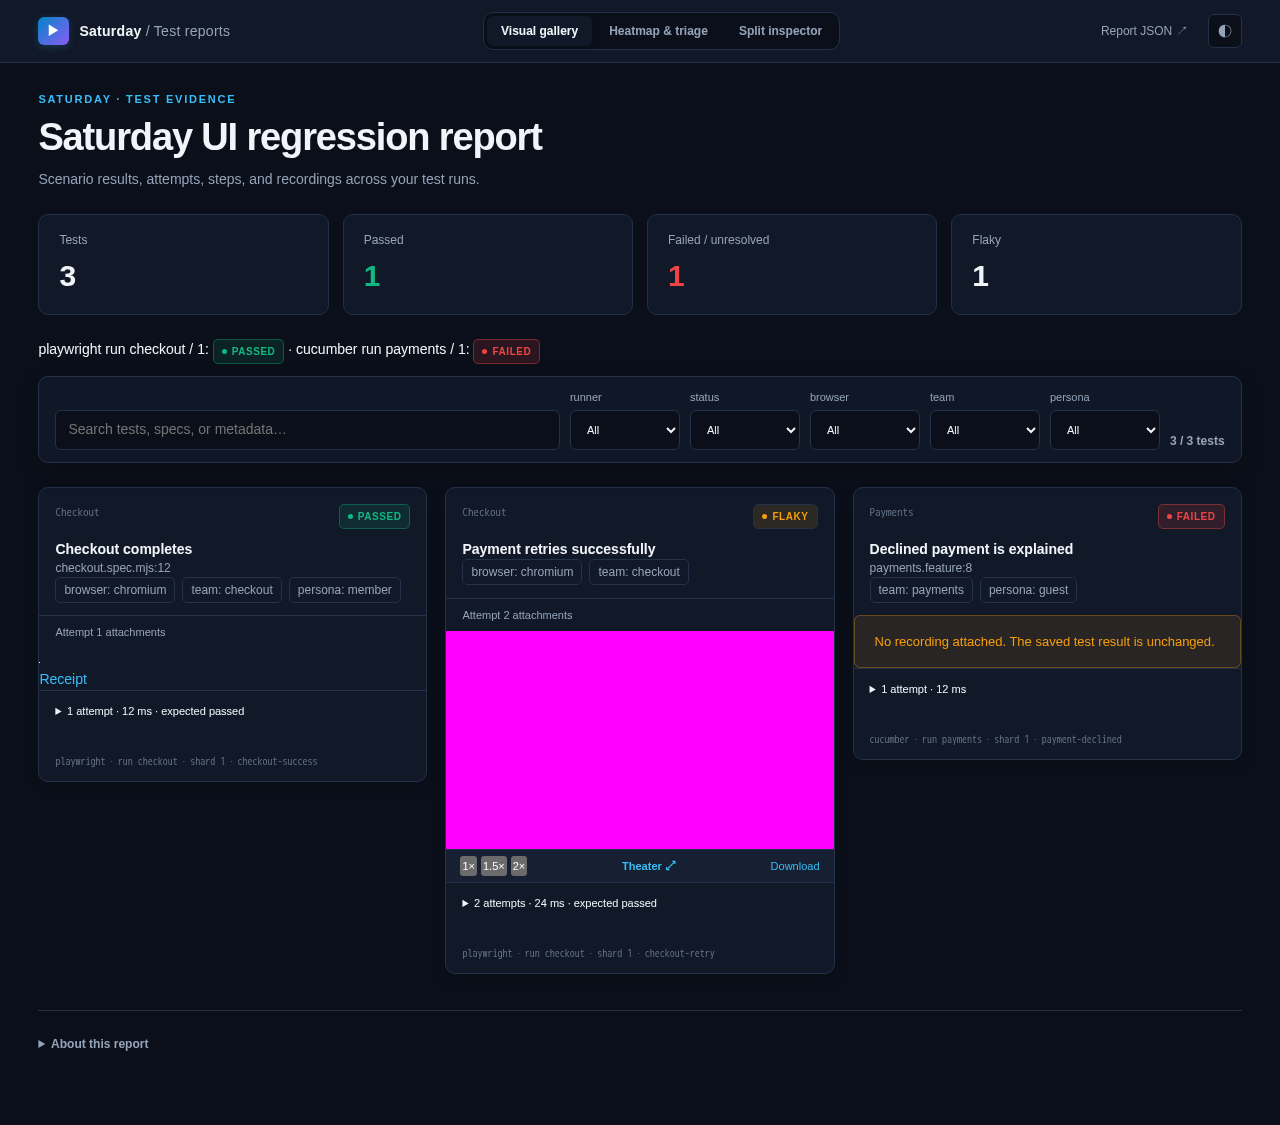 Saturday / Test reports
Visual gallery
Heatmap & triage
Split inspector
Report JSON ↗
SATURDAY · TEST EVIDENCE
Saturday UI regression report
Scenario results, attempts, steps, and recordings across your test runs.
Tests
3
Passed
1
Failed / unresolved
1
Flaky
1
playwright run checkout / 1: PASSED · cucumber run payments / 1: FAILED
runner status browser team persona
Search tests, specs, or metadata… All All All All All 3 / 3 tests
Checkout PASSED
Checkout completes
checkout.spec.mjs:12
browser: chromium team: checkout persona: member
Attempt 1 attachments
.
Receipt
1 attempt · 12 ms · expected passed
playwright · run checkout · shard 1 · checkout-success
Checkout FLAKY
Payment retries successfully
browser: chromium team: checkout
Attempt 2 attachments
1× 1.5× 2× Theater ⤢ Download
2 attempts · 24 ms · expected passed
playwright · run checkout · shard 1 · checkout-retry
Payments FAILED
Declined payment is explained
payments.feature:8
team: payments persona: guest
No recording attached. The saved test result is unchanged.
1 attempt · 12 ms
cucumber · run payments · shard 1 · payment-declined
About this report